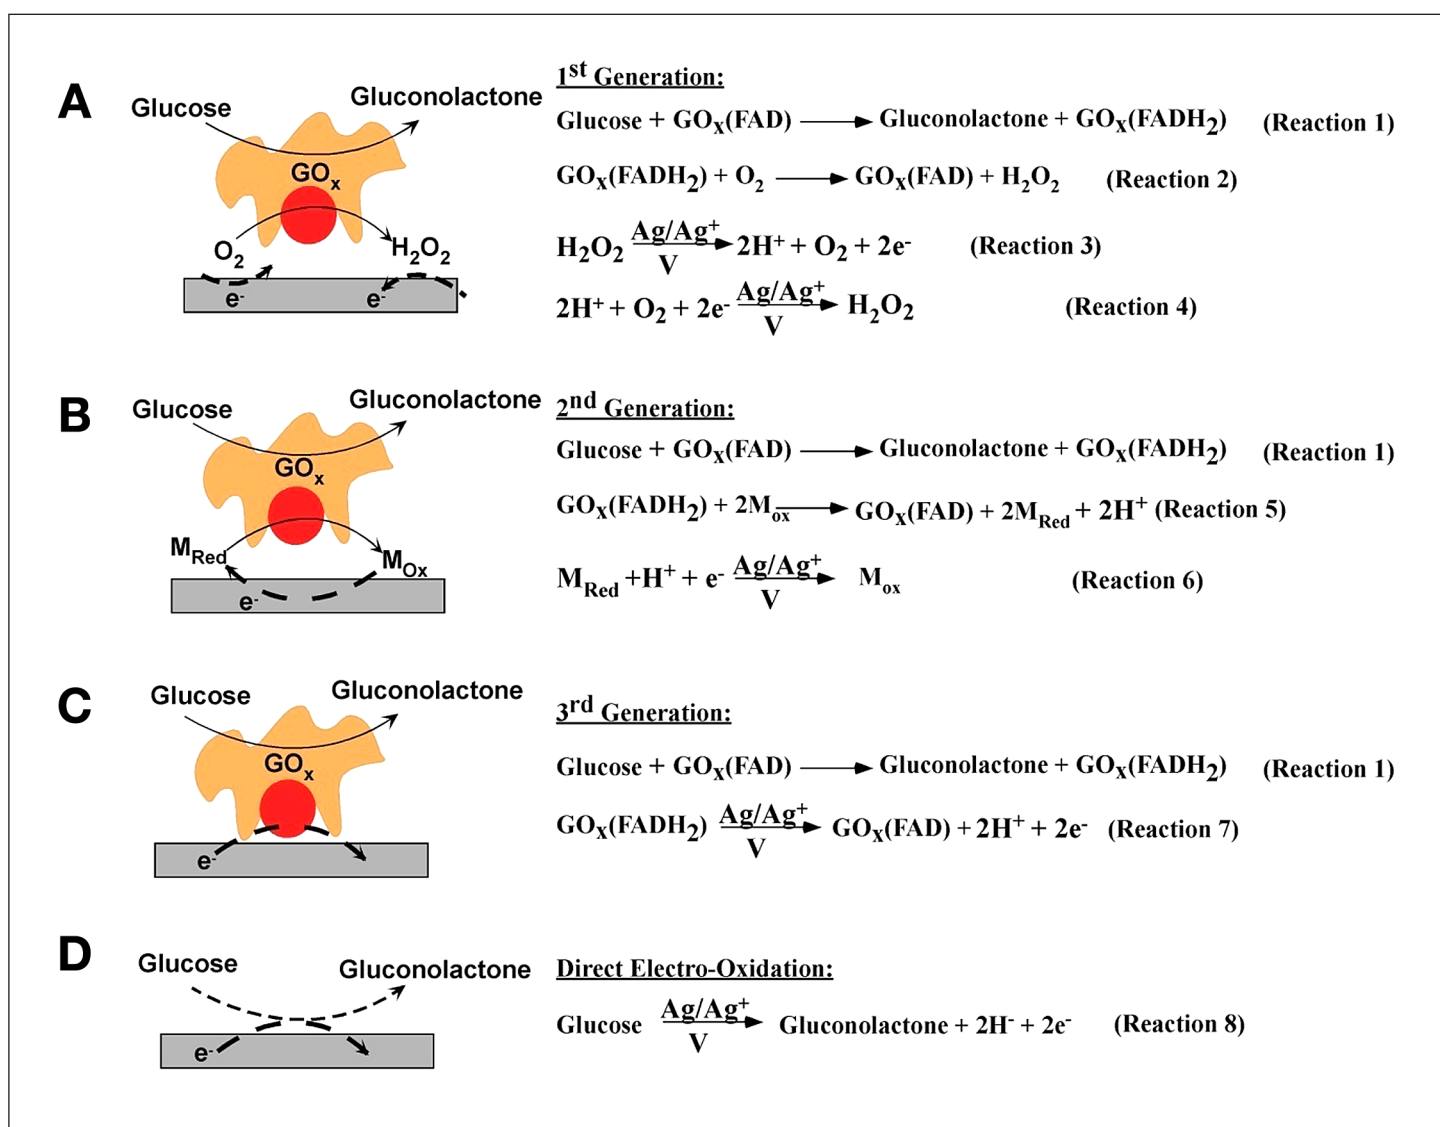 A
Glucose
Gluconolactone
GOx
O2
H2O2
e-
e-
1st Generation:
Glucose + GOx(FAD) ⟶ Gluconolactone + GOx(FADH2) (Reaction 1)
GOx(FADH2) + O2 ⟶ GOx(FAD) + H2O2 (Reaction 2)
Ag/Ag+
H2O2 ⟶ 2H+ + O2 + 2e- (Reaction 3)
V
Ag/Ag+
2H+ + O2 + 2e- ⟶ H2O2 (Reaction 4)
V
B
Glucose
Gluconolactone
GOx
MRed
MOx
e-
2nd Generation:
Glucose + GOx(FAD) ⟶ Gluconolactone + GOx(FADH2) (Reaction 1)
GOx(FADH2) + 2Mox ⟶ GOx(FAD) + 2MRed + 2H+ (Reaction 5)
Ag/Ag+
MRed +H+ + e- ⟶ Mox (Reaction 6)
V
C
Glucose
Gluconolactone
GOx
e-
3rd Generation:
Glucose + GOx(FAD) ⟶ Gluconolactone + GOx(FADH2) (Reaction 1)
Ag/Ag+
GOx(FADH2) ⟶ GOx(FAD) + 2H+ + 2e- (Reaction 7)
V
D
Glucose
Gluconolactone
e-
Direct Electro-Oxidation:
Ag/Ag+
Glucose ⟶ Gluconolactone + 2H- + 2e- (Reaction 8)
V